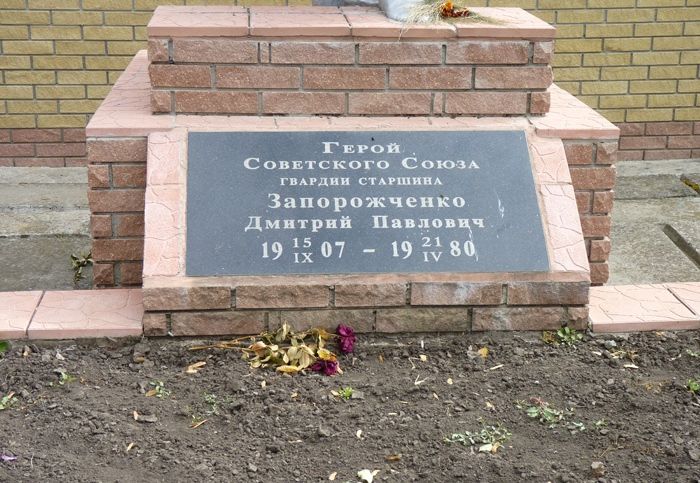 Герой
Советского Союза
гвардии старшина
Запорожченко
Дмитрий Павлович
19 15/IX 07 – 19 21/IV 80